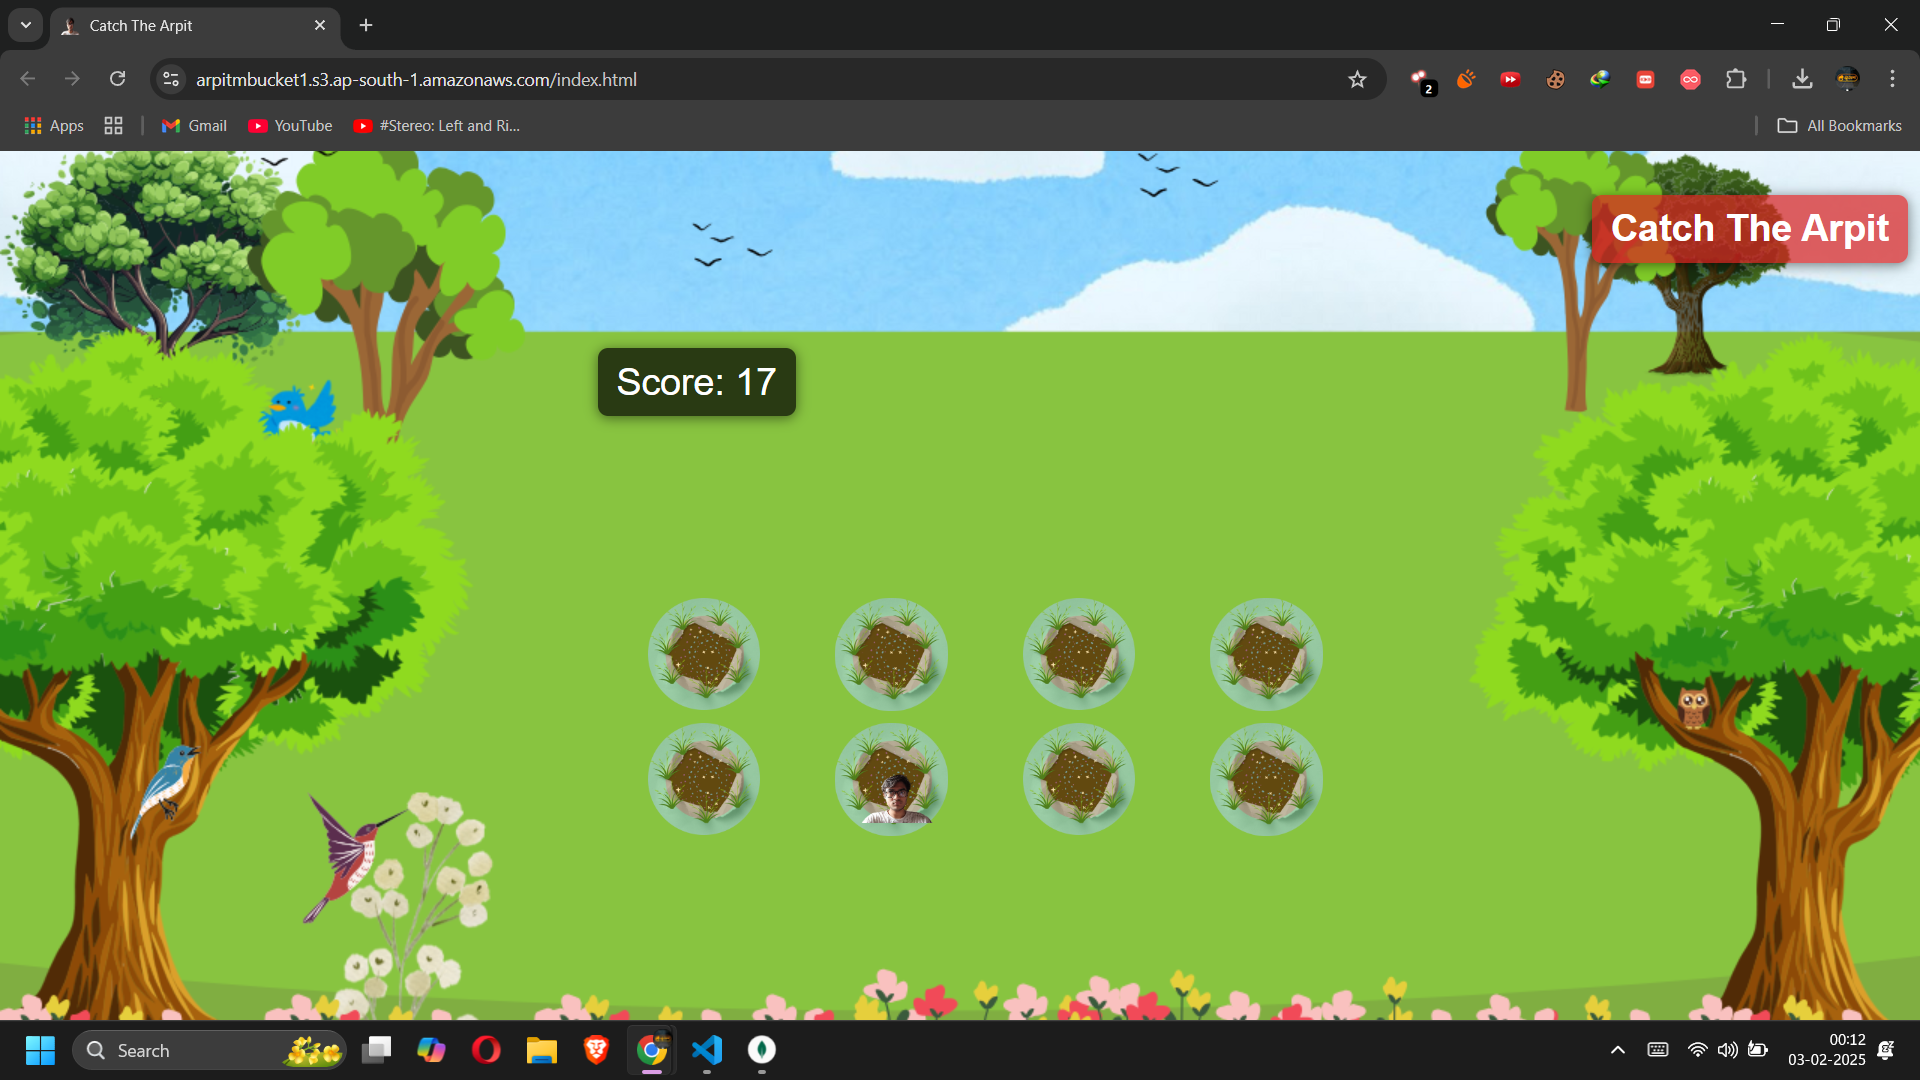 Catch The Arpit
arpitmbucket1.s3.ap-south-1.amazonaws.com/index.html
2
Apps
Gmail
YouTube
#Stereo: Left and Ri...
All Bookmarks
Catch The Arpit
Score: 17
Search
00:12
03-02-2025